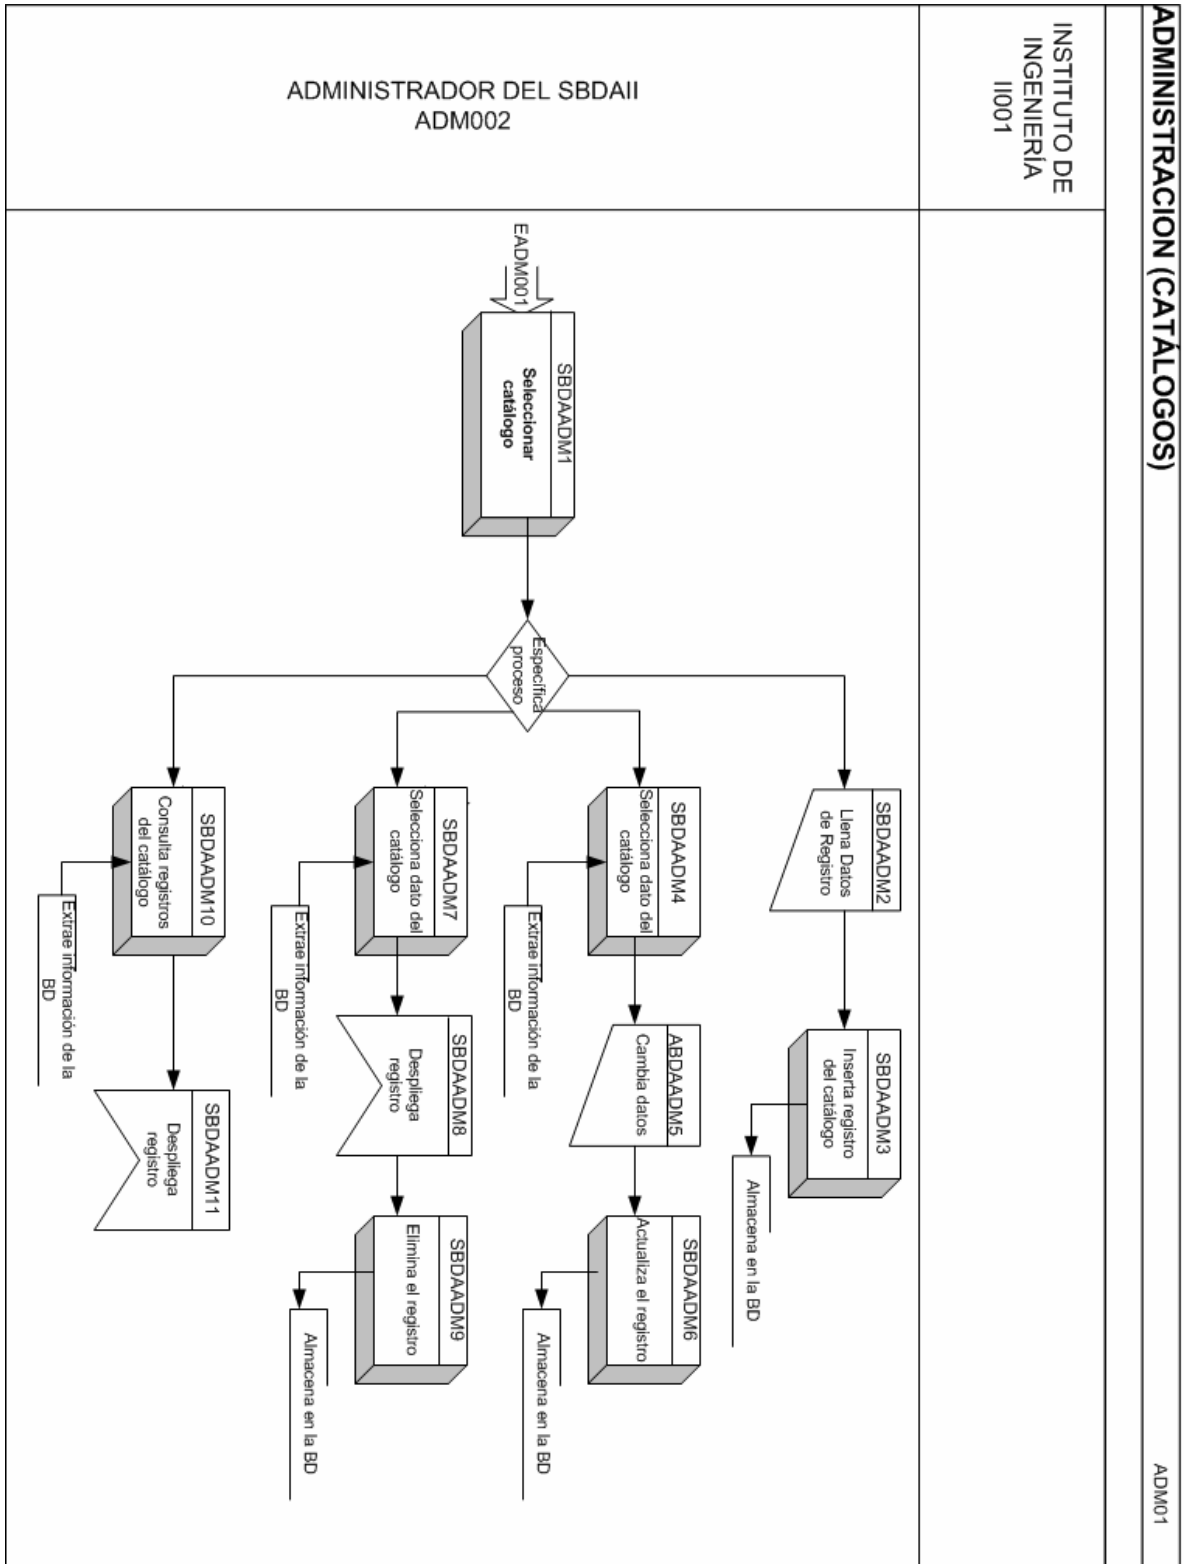 ADMINISTRACION (CATÁLOGOS)
ADM01
INSTITUTO DE
INGENIERÍA
II001
ADMINISTRADOR DEL SBDAII
ADM002
EADM001
SBDAADM1
Seleccionar
catálogo
Específica
proceso
SBDAADM2
Llena Datos
de Registro
SBDAADM3
Inserta registro
del catálogo
Almacena en la BD
SBDAADM4
Selecciona dato del
catálogo
Extrae información de la
BD
ABDAADM5
Cambia datos
SBDAADM6
Actualiza el registro
Almacena en la BD
SBDAADM7
Selecciona dato del
catálogo
Extrae información de la
BD
SBDAADM8
Despliega
registro
SBDAADM9
Elimina el registro
Almacena en la BD
SBDAADM10
Consulta registros
del catálogo
Extrae información de la
BD
SBDAADM11
Despliega
registro